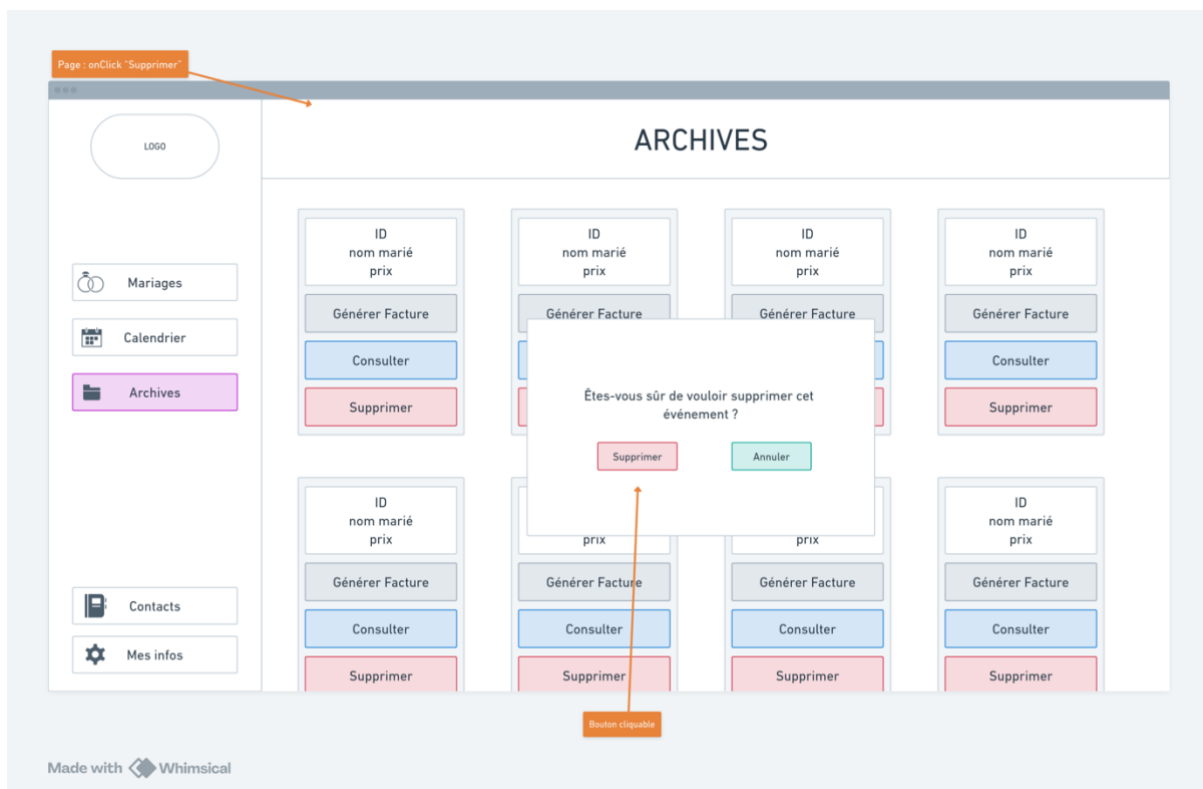 Page : onClick "Supprimer"
LOGO
ARCHIVES
Mariages
Calendrier
Archives
Contacts
Mes infos
ID
nom marié
prix
Générer Facture
Consulter
Supprimer
ID
nom marié
prix
Générer Facture
ID
nom marié
prix
Générer Facture
ID
nom marié
prix
Générer Facture
Consulter
Supprimer
Êtes-vous sûr de vouloir supprimer cet
événement ?
Supprimer
Annuler
ID
nom marié
prix
Générer Facture
Consulter
Supprimer
prix
Générer Facture
Consulter
Supprimer
prix
Générer Facture
Consulter
Supprimer
ID
nom marié
prix
Générer Facture
Consulter
Supprimer
Bouton cliquable
Made with Whimsical